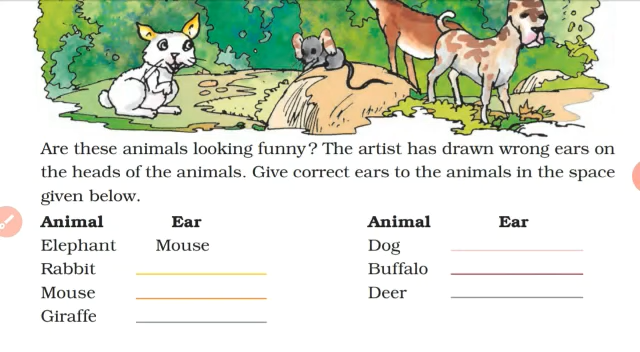 Are these animals looking funny? The artist has drawn wrong ears on
the heads of the animals. Give correct ears to the animals in the space
given below.
Animal Ear Animal Ear
Elephant Mouse Dog
Rabbit Buffalo
Mouse Deer
Giraffe